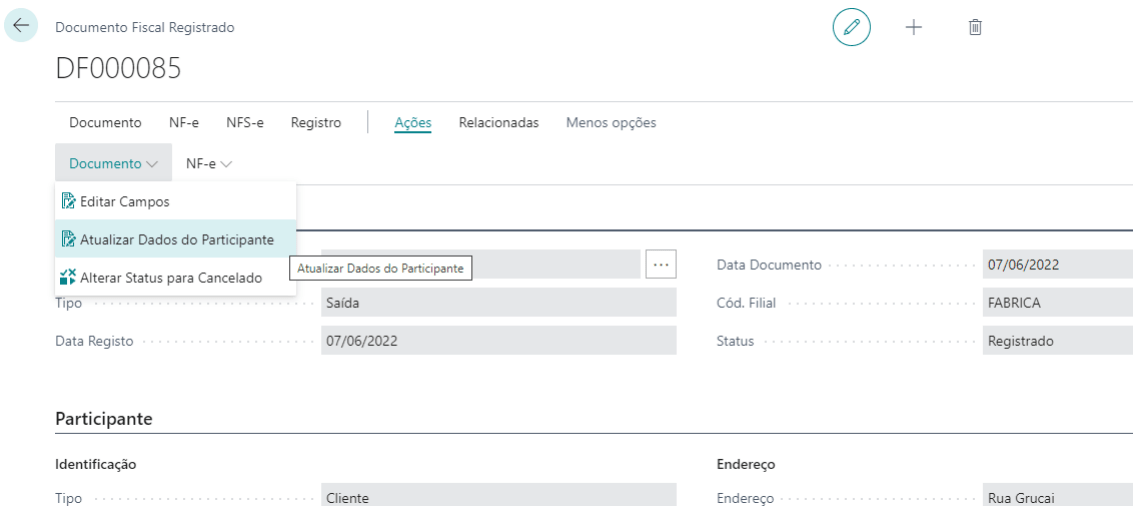 Documento Fiscal Registrado
DF000085
Documento NF-e NFS-e Registro Ações Relacionadas Menos opções
Documento NF-e
Editar Campos
Atualizar Dados do Participante
Alterar Status para Cancelado
Atualizar Dados do Participante
... Data Documento 07/06/2022
Tipo Saída Cód. Filial FABRICA
Data Registo 07/06/2022 Status Registrado
Participante
Identificação Endereço
Tipo Cliente Endereço Rua Grucai